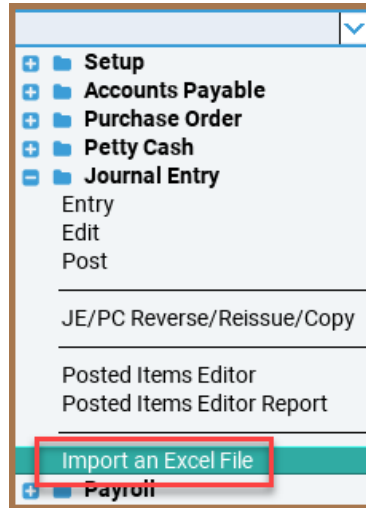 Setup
Accounts Payable
Purchase Order
Petty Cash
Journal Entry
Entry
Edit
Post
JE/PC Reverse/Reissue/Copy
Posted Items Editor
Posted Items Editor Report
Import an Excel File
Payroll